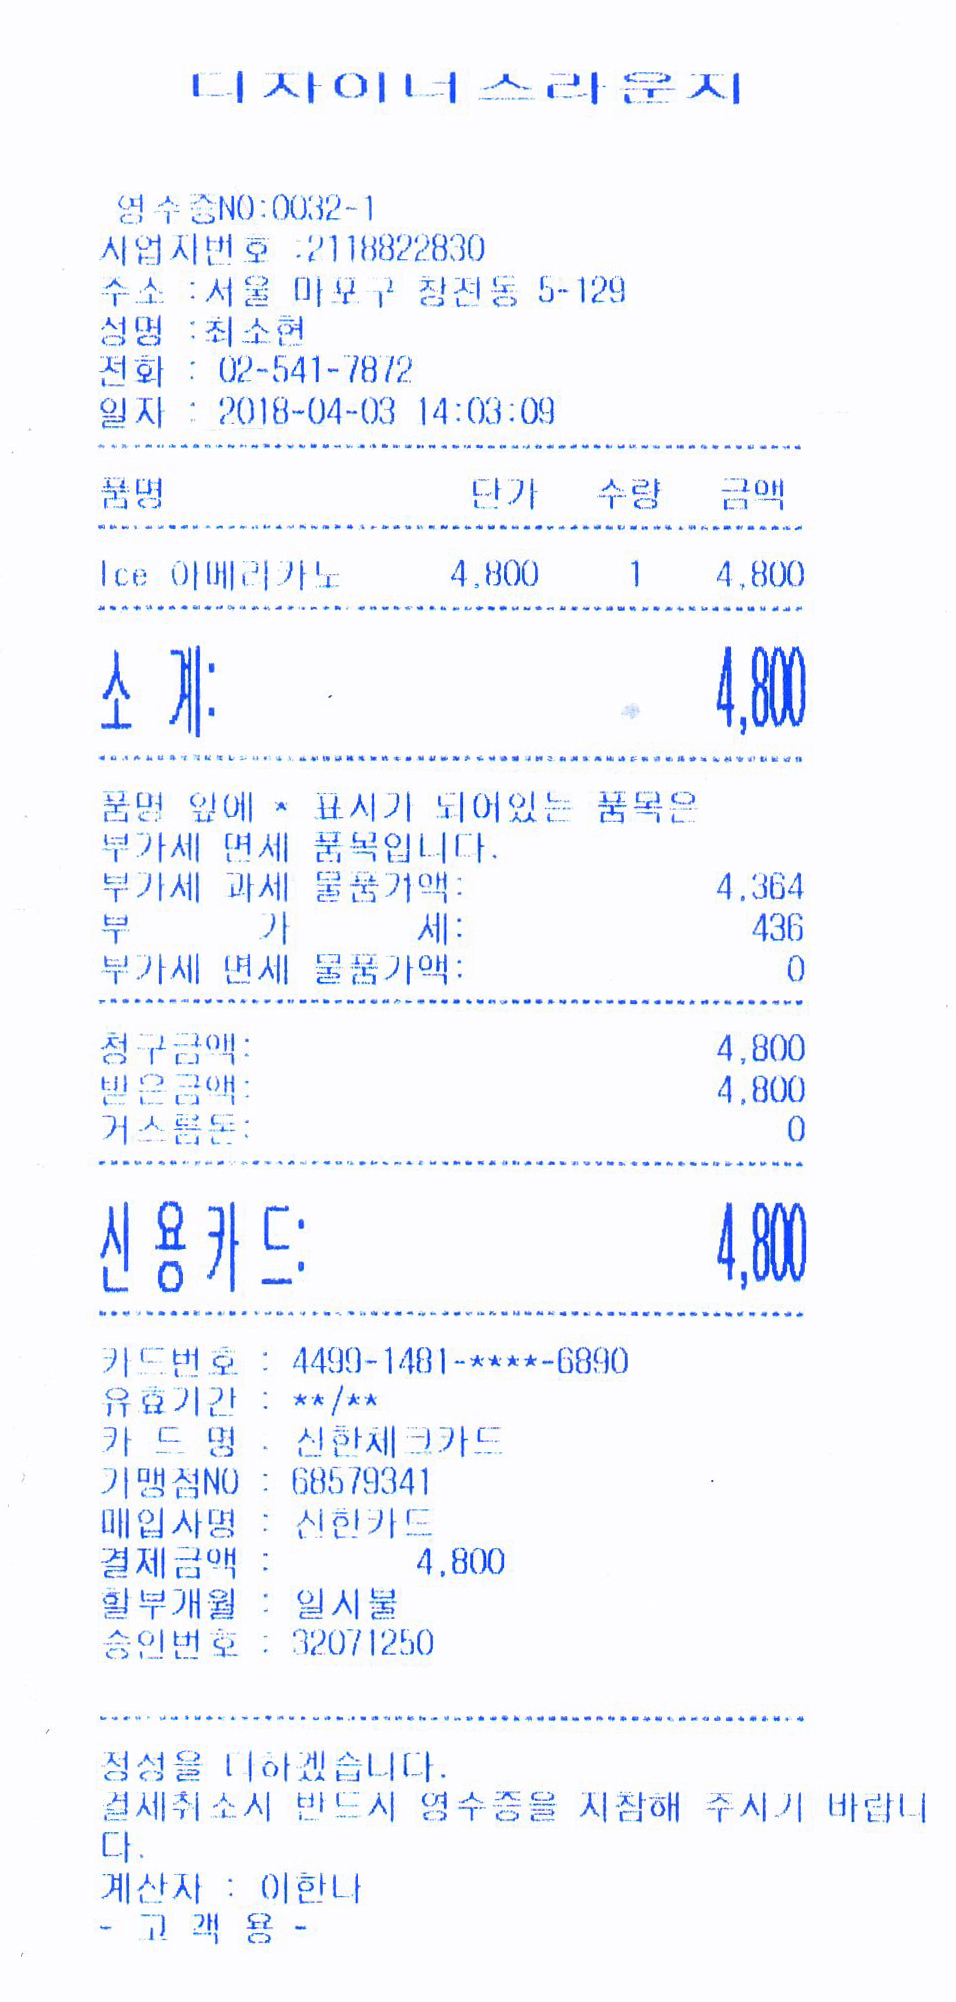 디자이너스라운지
영수증NO:0032-1
사업자번호 :2118822830
주소 :서울 마포구 창전동 5-129
성명 :최소현
전화 : 02-541-7872
일자 : 2018-04-03 14:03:09
품명 단가 수량 금액
Ice 아메리카노 4,800 1 4,800
소 계: 4,800
품명 앞에 * 표시가 되어있는 품목은
부가세 면세 품목입니다.
부가세 과세 물품가액: 4,364
부 가 세: 436
부가세 면세 물품가액: 0
청구금액: 4,800
받은금액: 4,800
거스름돈: 0
신용카드: 4,800
카드번호 : 4499-1481-****-6890
유효기간 : **/**
카 드 명 : 신한체크카드
가맹점NO : 68579341
매입사명 : 신한카드
결제금액 : 4,800
할부개월 : 일시불
승인번호 : 32071250
정성을 다하겠습니다.
결제취소시 반드시 영수증을 지참해 주시기 바랍니
다.
계산자 : 이한나
- 고 객 용 -